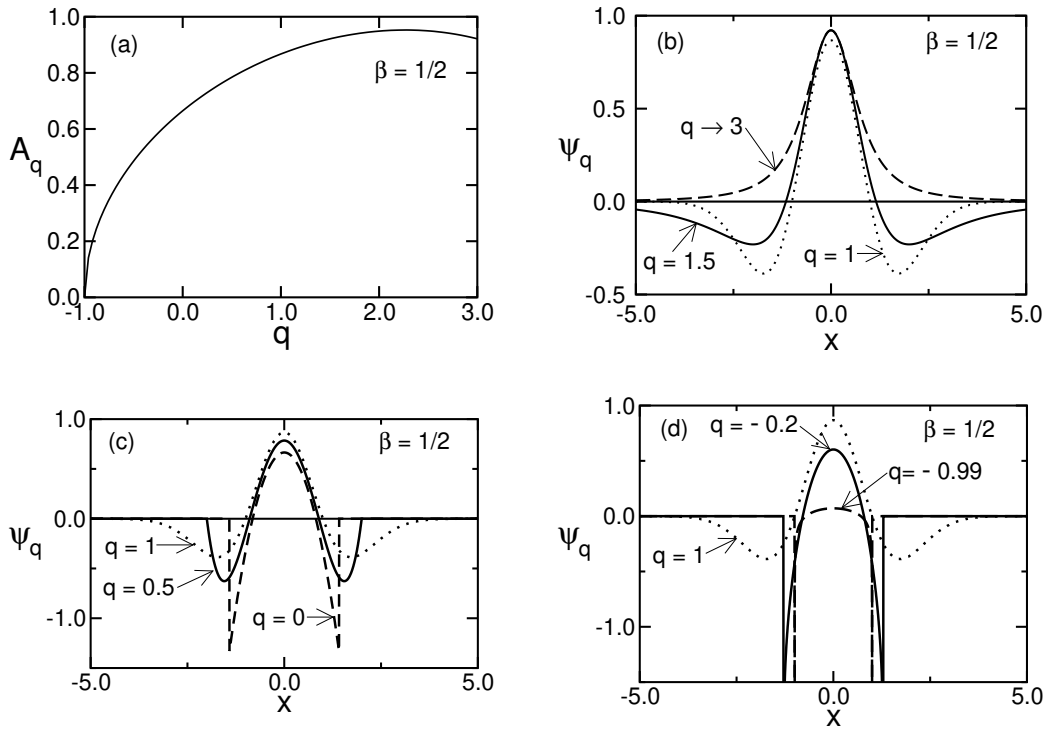 (a)
β = 1/2
A_q
1.0
0.8
0.6
0.4
0.2
0.0
-1.0 0.0 1.0 2.0 3.0
q
(b)
β = 1/2
q → 3
q = 1.5
q = 1
ψ_q
1.0
0.5
0.0
-0.5
-5.0 0.0 5.0
x
(c)
β = 1/2
q = 1
q = 0.5
q = 0
ψ_q
1.0
0.0
-1.0
-5.0 0.0 5.0
x
(d)
q = - 0.2
β = 1/2
q= - 0.99
q = 1
ψ_q
1.0
0.0
-1.0
-5.0 0.0 5.0
x